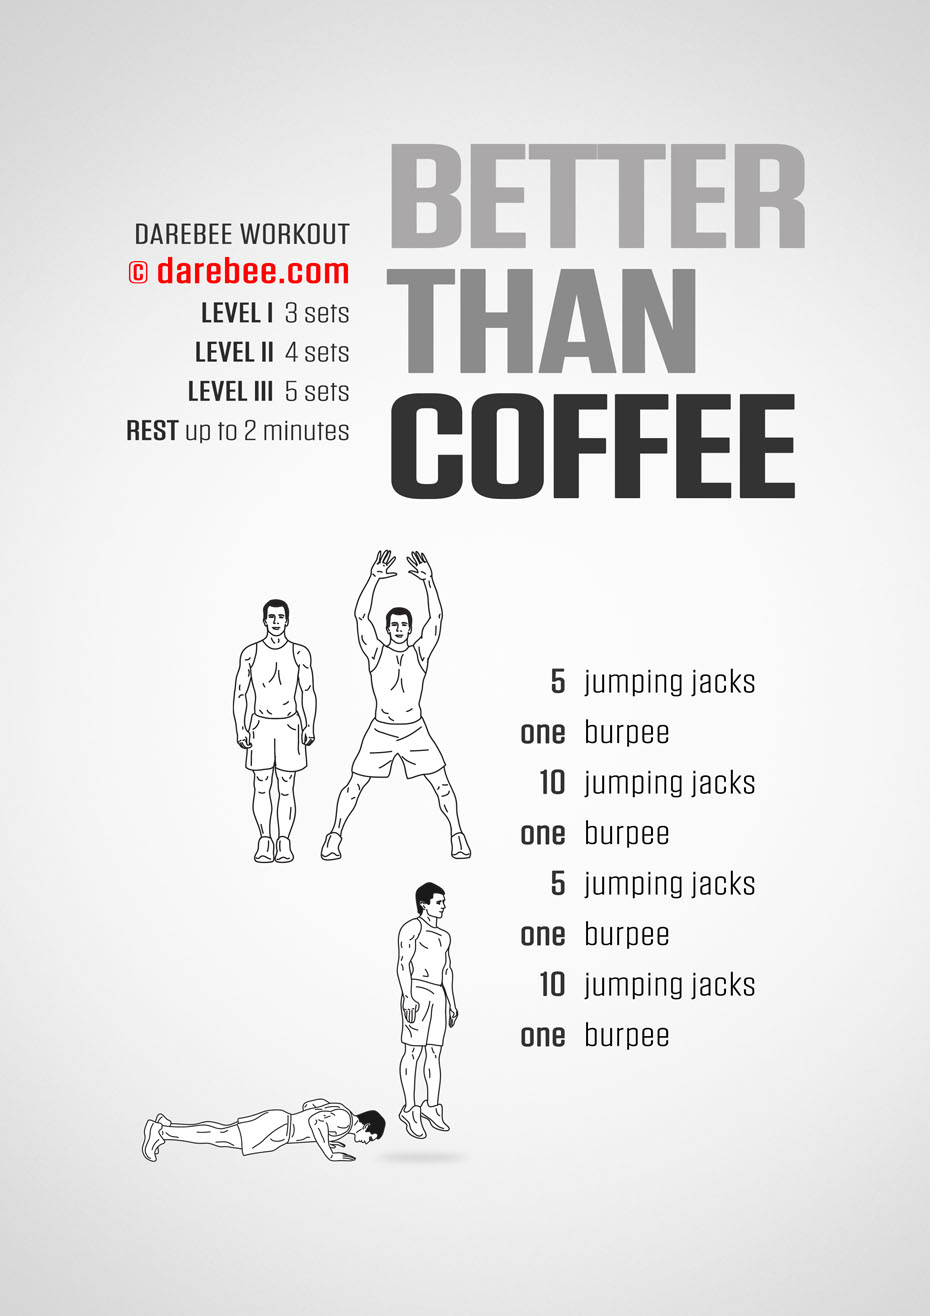 BETTER
THAN
COFFEE
DAREBEE WORKOUT
© darebee.com
LEVEL I 3 sets
LEVEL II 4 sets
LEVEL III 5 sets
REST up to 2 minutes
5 jumping jacks
one burpee
10 jumping jacks
one burpee
5 jumping jacks
one burpee
10 jumping jacks
one burpee